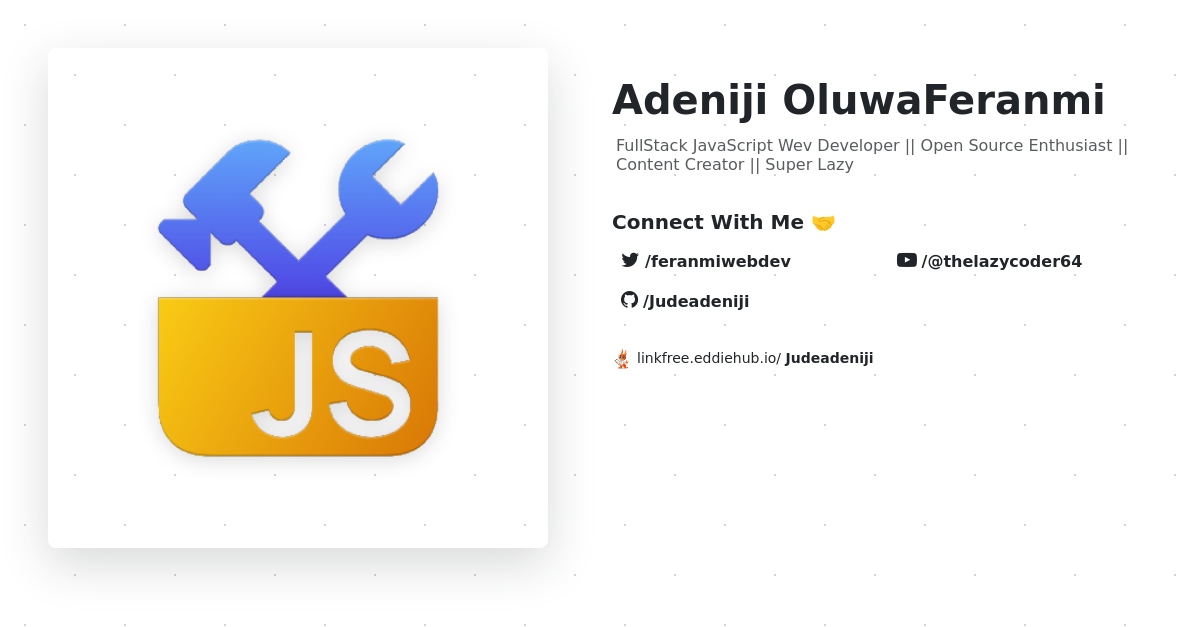 JS
Adeniji OluwaFeranmi
FullStack JavaScript Wev Developer || Open Source Enthusiast ||
Content Creator || Super Lazy
Connect With Me 🤝
/feranmiwebdev
/@thelazycoder64
/Judeadeniji
linkfree.eddiehub.io/ Judeadeniji